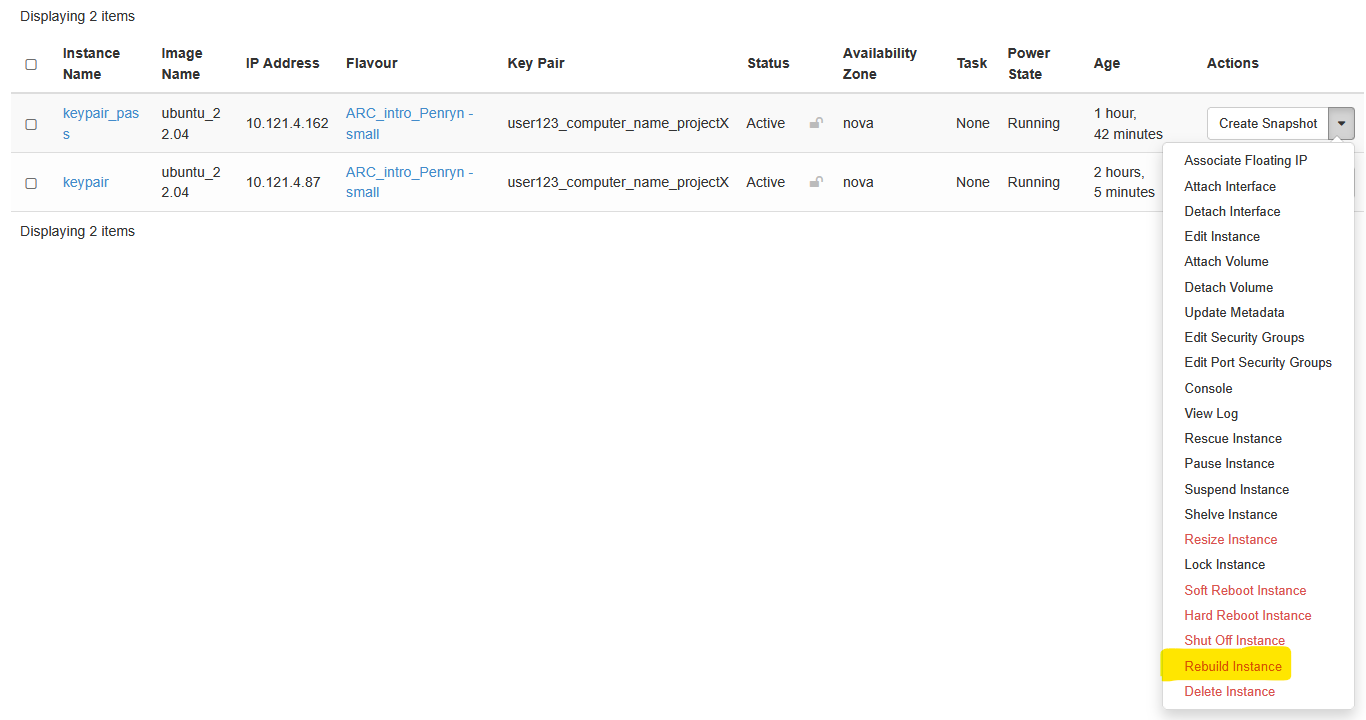 Displaying 2 items
Instance Name Image Name IP Address Flavour Key Pair Status Availability Zone Task Power State Age Actions
keypair_pas
s ubuntu_2
2.04 10.121.4.162 ARC_intro_Penryn -
small user123_computer_name_projectX Active nova None Running 1 hour,
42 minutes Create Snapshot
keypair ubuntu_2
2.04 10.121.4.87 ARC_intro_Penryn -
small user123_computer_name_projectX Active nova None Running 2 hours,
5 minutes
Displaying 2 items
Associate Floating IP
Attach Interface
Detach Interface
Edit Instance
Attach Volume
Detach Volume
Update Metadata
Edit Security Groups
Edit Port Security Groups
Console
View Log
Rescue Instance
Pause Instance
Suspend Instance
Shelve Instance
Resize Instance
Lock Instance
Soft Reboot Instance
Hard Reboot Instance
Shut Off Instance
Rebuild Instance
Delete Instance